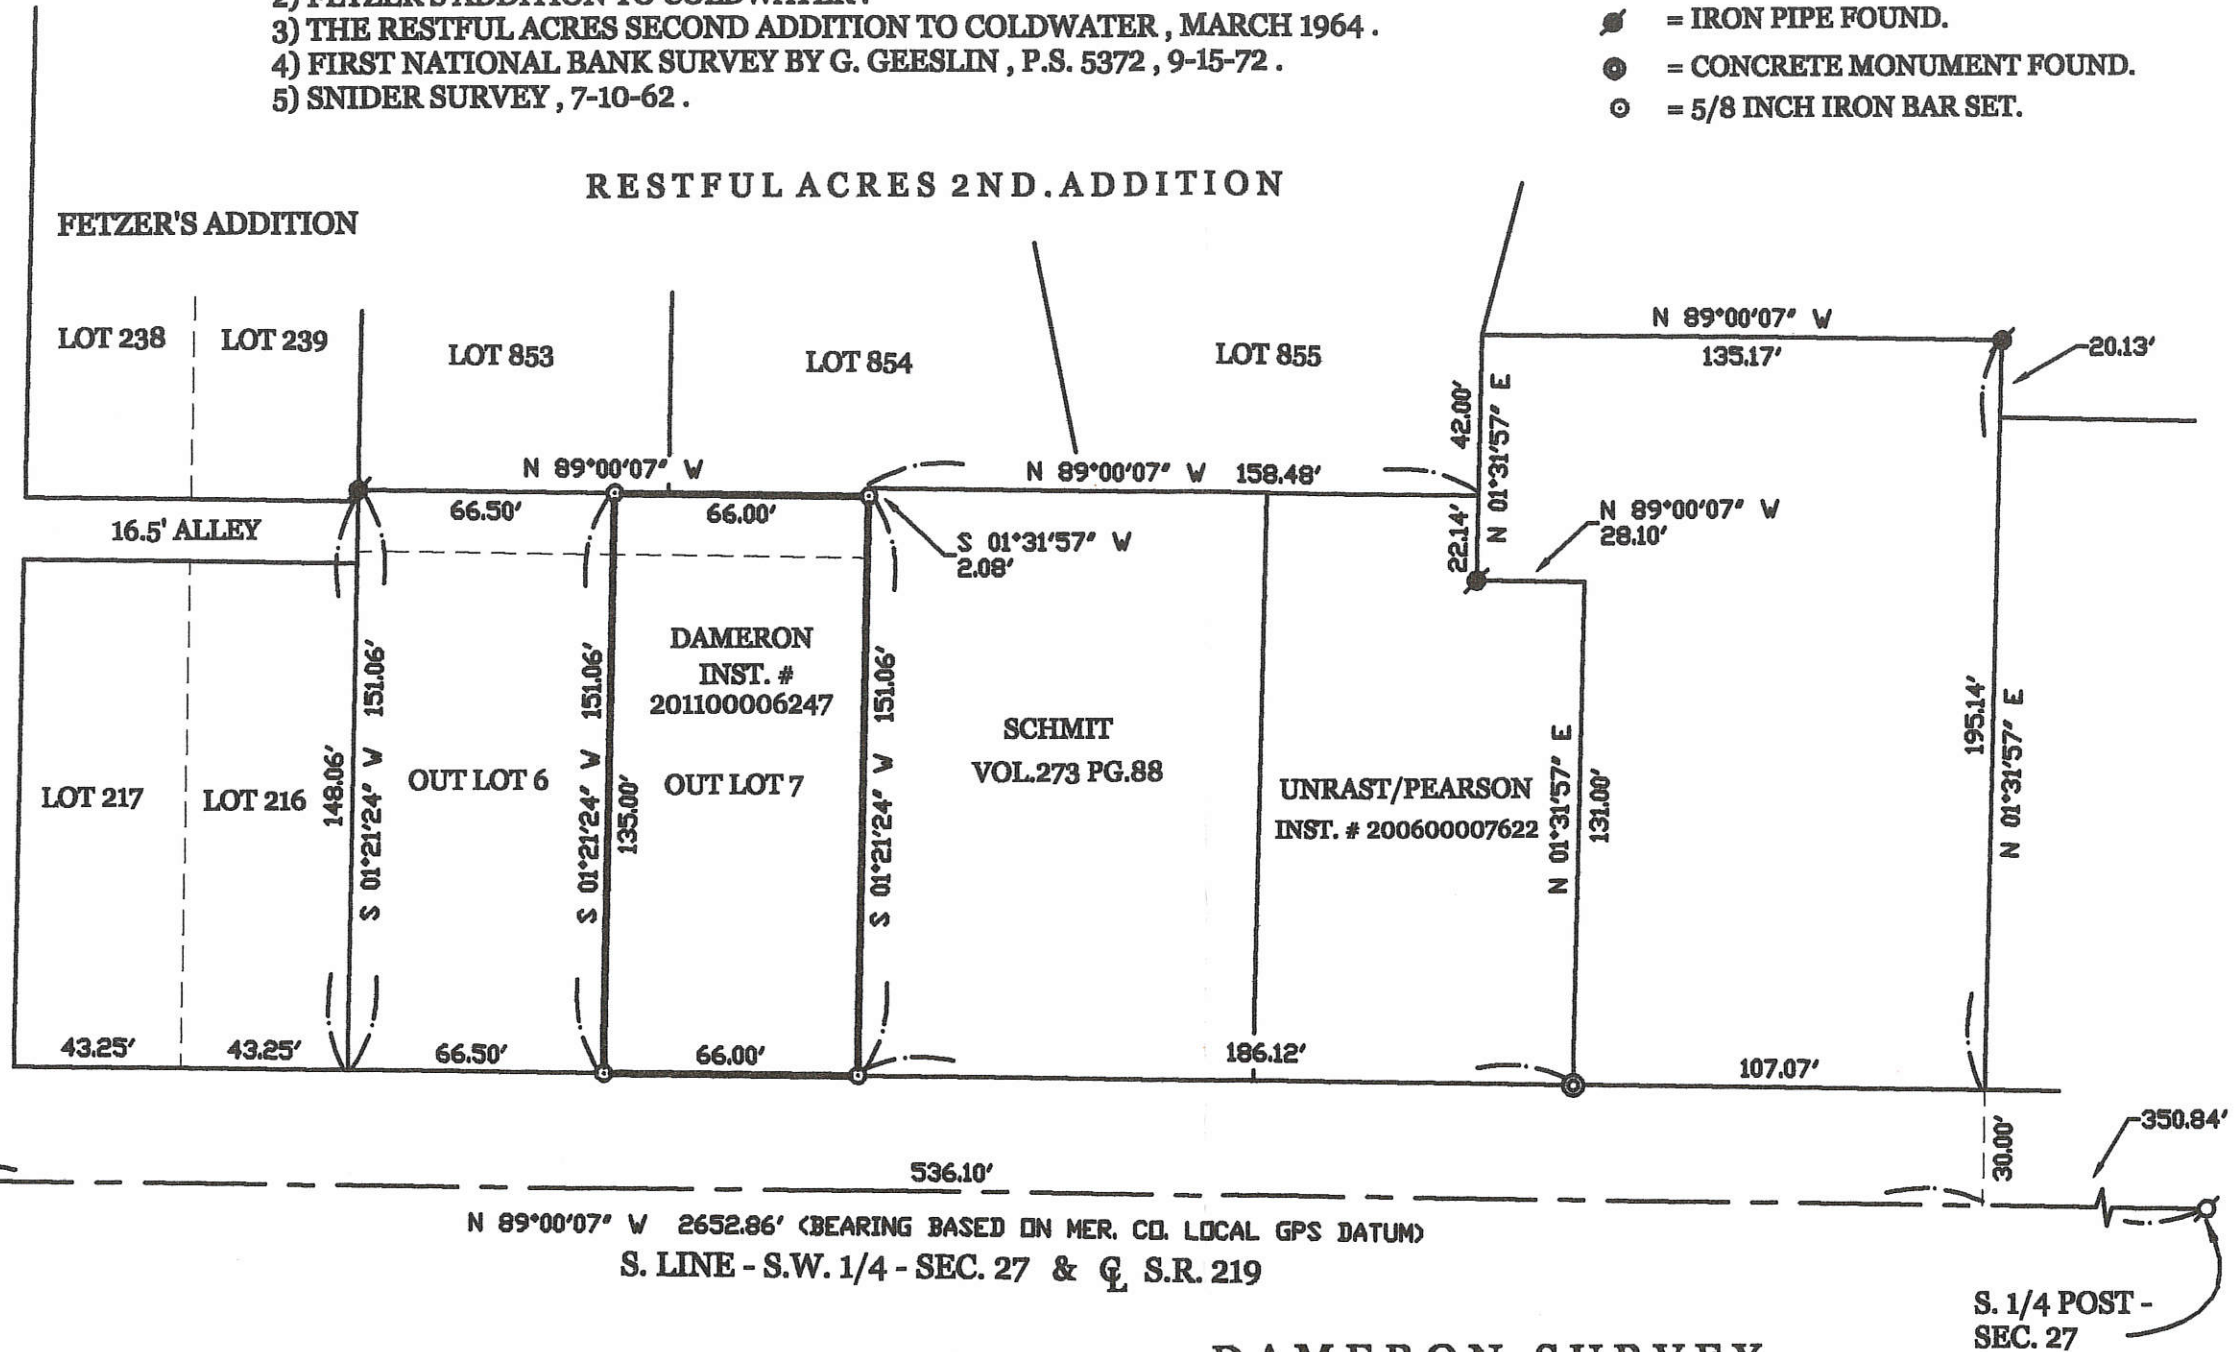 2) FETZER'S ADDITION TO COLDWATER.
3) THE RESTFUL ACRES SECOND ADDITION TO COLDWATER , MARCH 1964 .
4) FIRST NATIONAL BANK SURVEY BY G. GEESLIN , P.S. 5372 , 9-15-72 .
5) SNIDER SURVEY , 7-10-62 .
= IRON PIPE FOUND.
= CONCRETE MONUMENT FOUND.
= 5/8 INCH IRON BAR SET.
RESTFUL ACRES 2ND. ADDITION
FETZER'S ADDITION
LOT 238
LOT 239
LOT 853
LOT 854
LOT 855
N 89°00'07" W
135.17'
20.13'
42.00'
N 01°31'57" E
22.14'
N 89°00'07" W
66.50'
66.00'
N 89°00'07" W 158.48'
S 01°31'57" W
2.08'
N 89°00'07" W
28.10'
16.5' ALLEY
LOT 217
LOT 216
148.06'
S 01°21'24" W 151.06'
OUT LOT 6
S 01°21'24" W 151.06'
135.00'
DAMERON
INST. #
201100006247
OUT LOT 7
S 01°21'24" W 151.06'
SCHMIT
VOL.273 PG.88
UNRAST/PEARSON
INST. # 200600007622
N 01°31'57" E
131.00'
195.14'
N 01°31'57" E
43.25'
43.25'
66.50'
66.00'
186.12'
107.07'
30.00'
350.84'
536.10'
N 89°00'07" W 2652.86' (BEARING BASED ON MER. CO. LOCAL GPS DATUM)
S. LINE - S.W. 1/4 - SEC. 27 & ℄ S.R. 219
S. 1/4 POST -
SEC. 27
DAMERON SURVEY